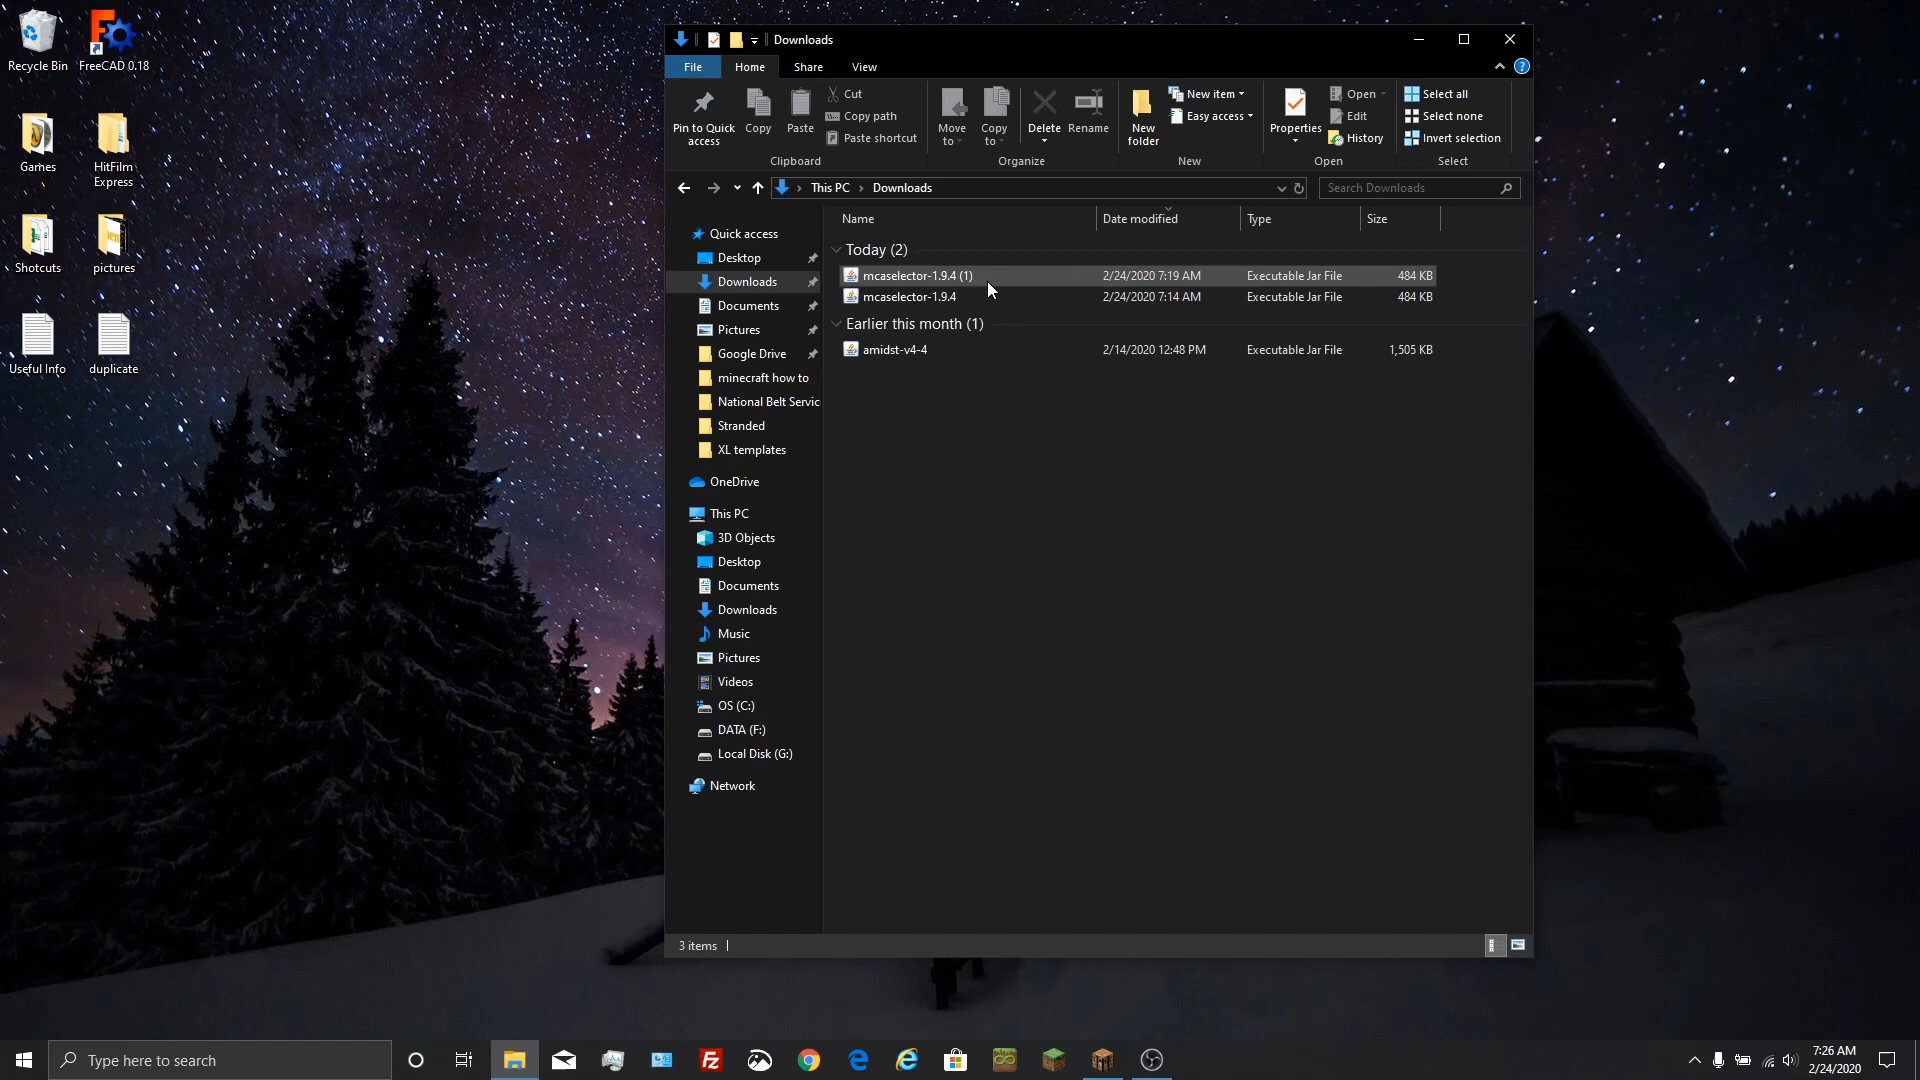 Recycle Bin
FreeCAD 0.18
Games
HitFilm
Express
Shotcuts
pictures
Useful Info
duplicate
Downloads
File
Home
Share
View
Pin to Quick
access
Copy
Paste
Cut
Copy path
Paste shortcut
Clipboard
Move
to
Copy
to
Delete
Rename
Organize
New
folder
New item
Easy access
New
Properties
Open
Edit
History
Open
Select all
Select none
Invert selection
Select
This PC
Downloads
Search Downloads
Name
Date modified
Type
Size
Today (2)
mcaselector-1.9.4 (1) 2/24/2020 7:19 AM Executable Jar File 484 KB
mcaselector-1.9.4 2/24/2020 7:14 AM Executable Jar File 484 KB
Earlier this month (1)
amidst-v4-4 2/14/2020 12:48 PM Executable Jar File 1,505 KB
Quick access
Desktop
Downloads
Documents
Pictures
Google Drive
minecraft how to
National Belt Servic
Stranded
XL templates
OneDrive
This PC
3D Objects
Desktop
Documents
Downloads
Music
Pictures
Videos
OS (C:)
DATA (F:)
Local Disk (G:)
Network
3 items
Type here to search
7:26 AM
2/24/2020